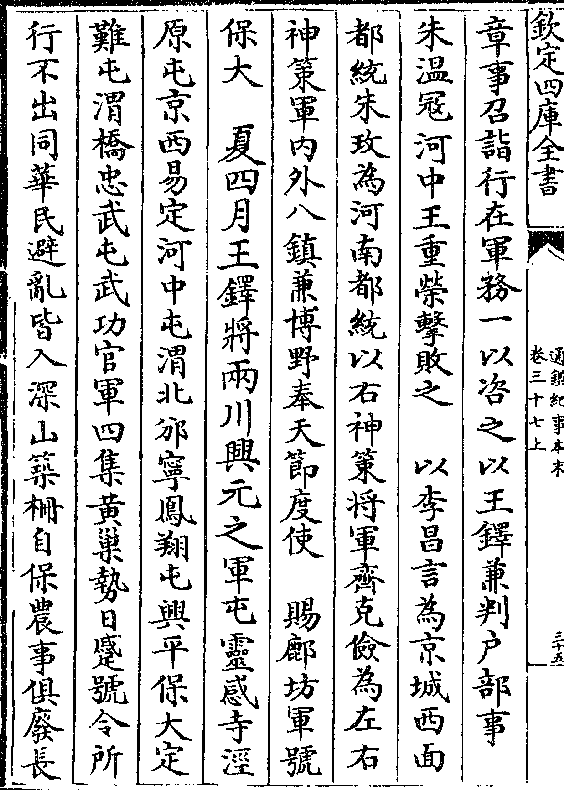 欽定四庫全書
通鑑紀事本末
卷三十七上
三十五
章事召詣行在軍務一以咨之以王鐸兼判戶部事
朱溫冦河中王重榮擊敗之　以李昌言為京城西面
都統朱玫為河南都統以右神策將軍齊克儉為左右
神策軍內外八鎮兼博野奉天節度使　賜鄜坊軍號
保大　夏四月王鐸將兩川興元之軍屯靈感寺涇
原屯京西易定河中屯渭北邠寧鳳翔屯興平保大定
難屯渭橋忠武屯武功官軍四集黃巢勢日蹙號令所
行不出同華民避亂皆入深山築柵自保農事俱廢長